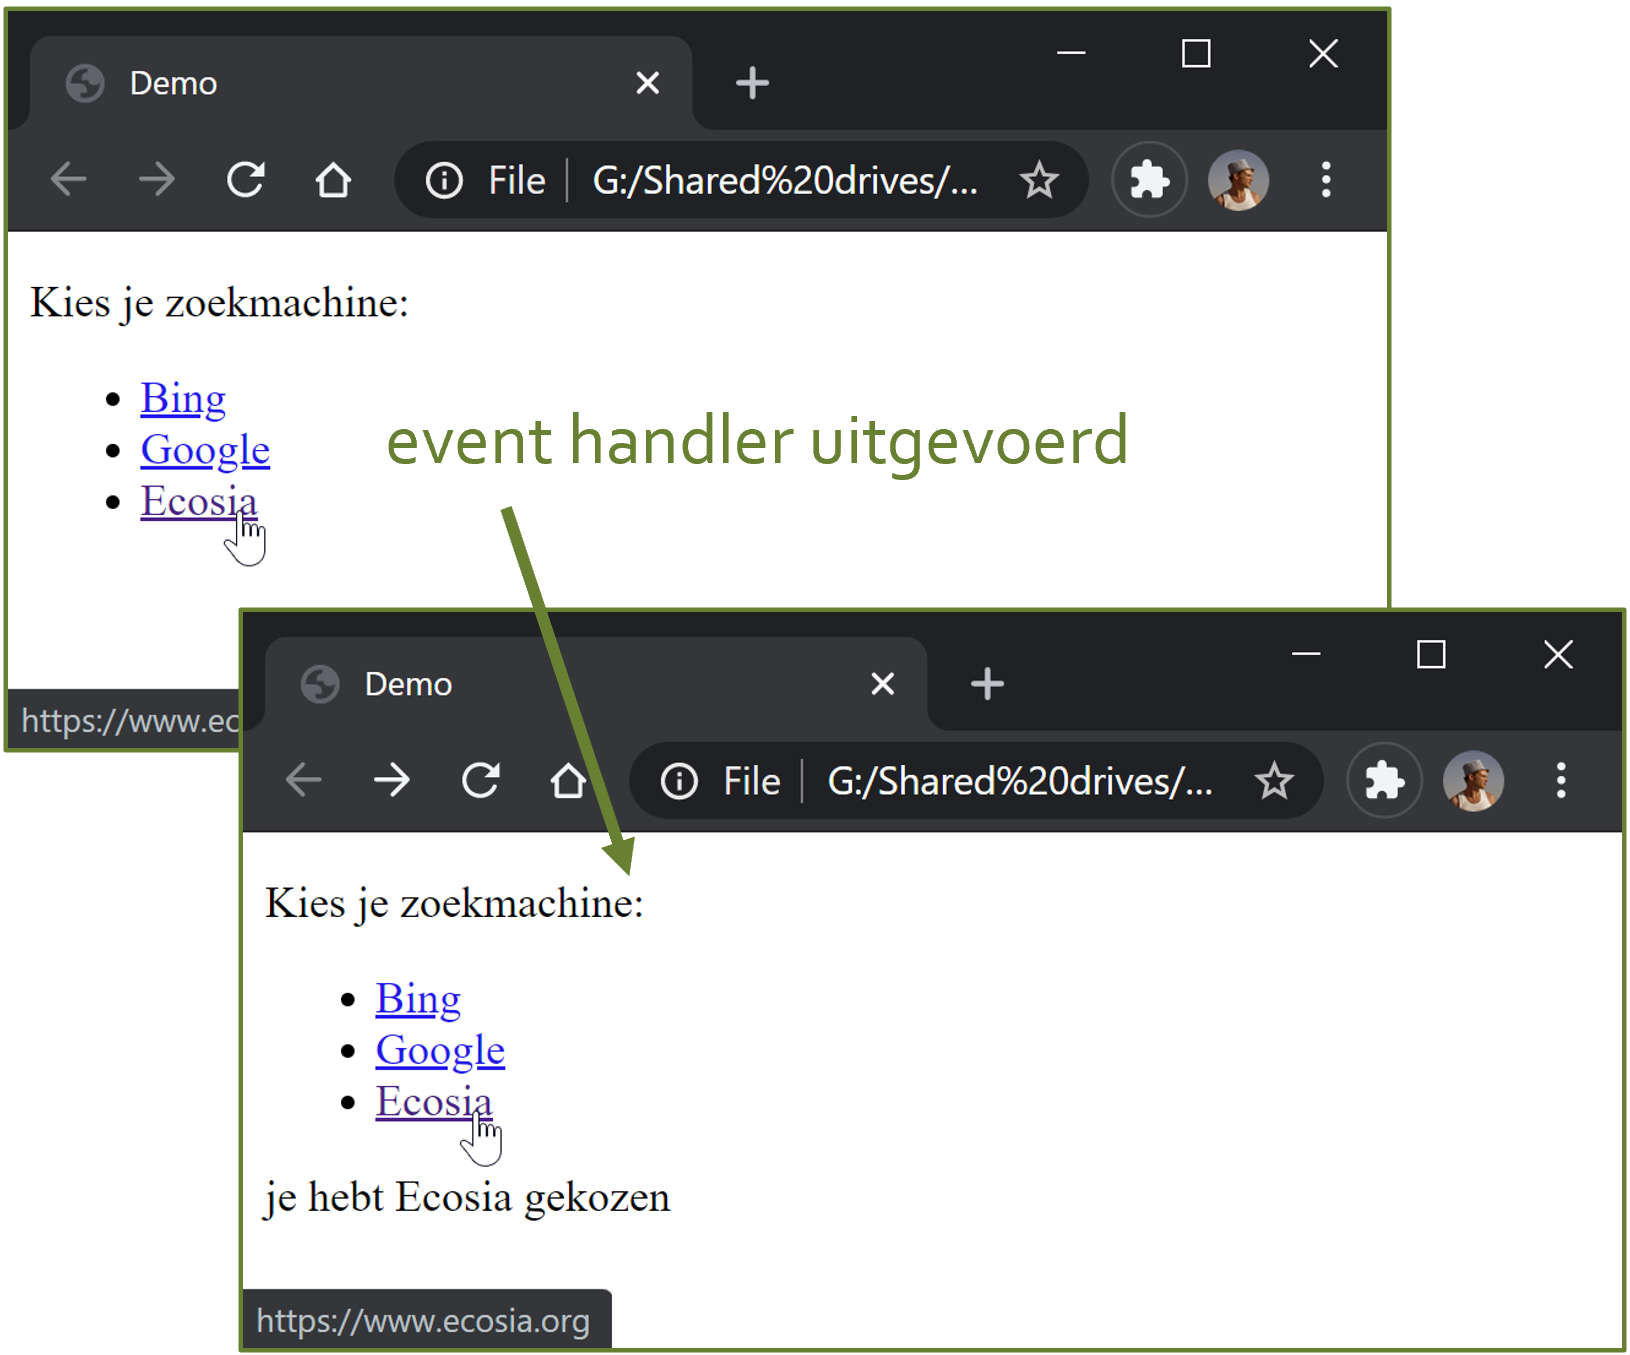 Demo
File
G:/Shared%20drives/...
Kies je zoekmachine:
Bing
Google
Ecosia
event handler uitgevoerd
https://www.ec
Demo
File
G:/Shared%20drives/...
Kies je zoekmachine:
Bing
Google
Ecosia
je hebt Ecosia gekozen
https://www.ecosia.org